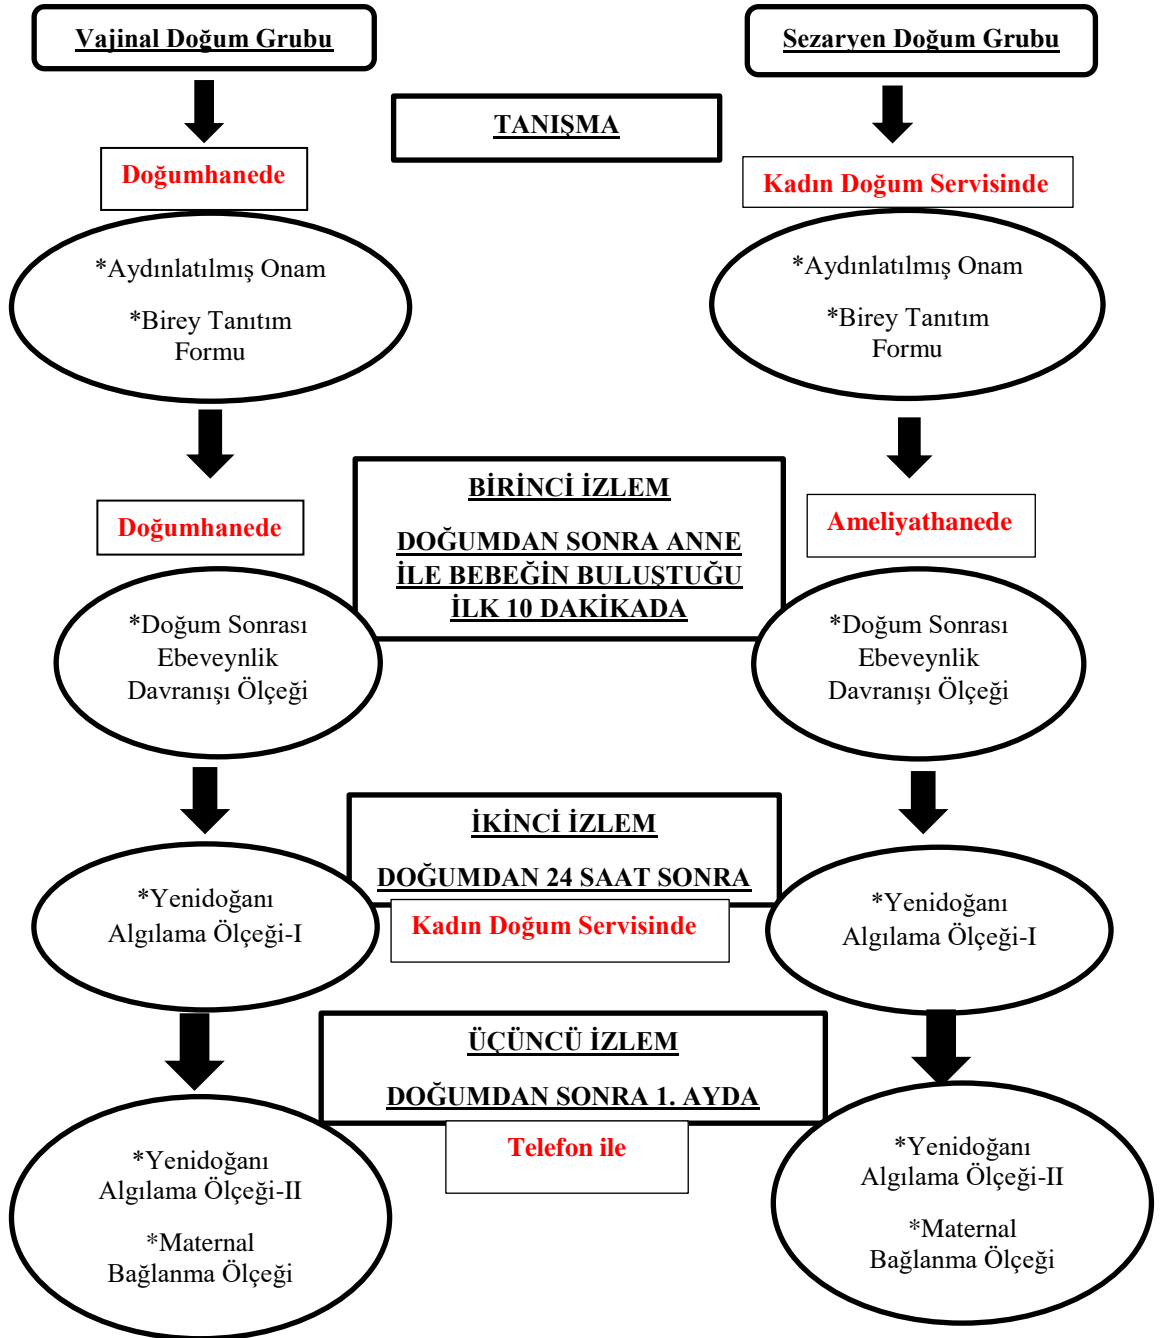 Vajinal Doğum Grubu
Sezaryen Doğum Grubu
TANIŞMA
Doğumhanede
Kadın Doğum Servisinde
*Aydınlatılmış Onam
*Birey Tanıtım
Formu
*Aydınlatılmış Onam
*Birey Tanıtım
Formu
BİRİNCİ İZLEM
DOĞUMDAN SONRA ANNE
İLE BEBEĞİN BULUŞTUĞU
İLK 10 DAKİKADA
Doğumhanede
Ameliyathanede
*Doğum Sonrası
Ebeveynlik
Davranışı Ölçeği
*Doğum Sonrası
Ebeveynlik
Davranışı Ölçeği
İKİNCİ İZLEM
DOĞUMDAN 24 SAAT SONRA
Kadın Doğum Servisinde
*Yenidoğanı
Algılama Ölçeği-I
*Yenidoğanı
Algılama Ölçeği-I
ÜÇÜNCÜ İZLEM
DOĞUMDAN SONRA 1. AYDA
Telefon ile
*Yenidoğanı
Algılama Ölçeği-II
*Maternal
Bağlanma Ölçeği
*Yenidoğanı
Algılama Ölçeği-II
*Maternal
Bağlanma Ölçeği